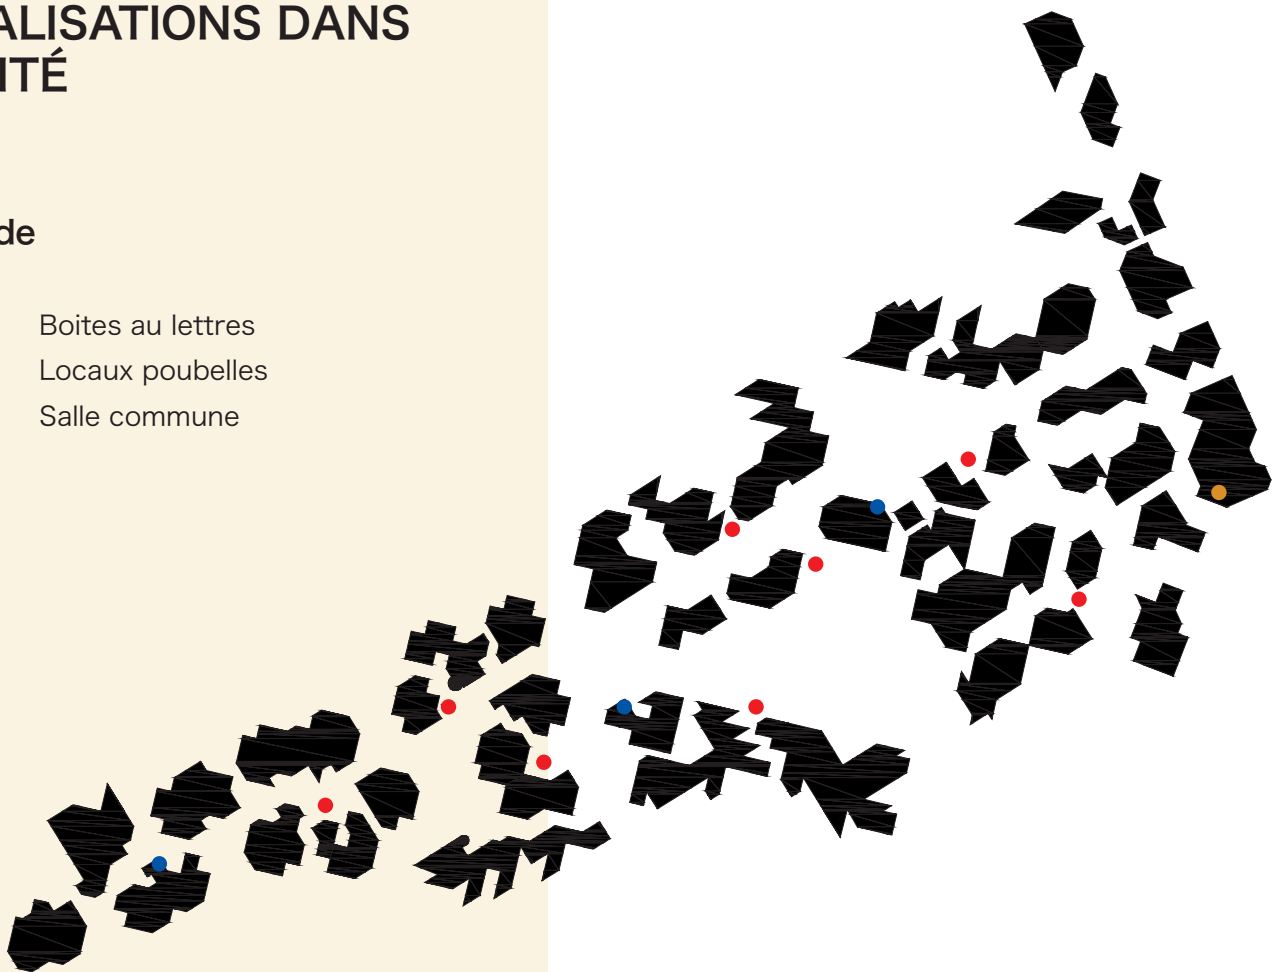 ALISATIONS DANS
ITÉ
de
Boites au lettres
Locaux poubelles
Salle commune